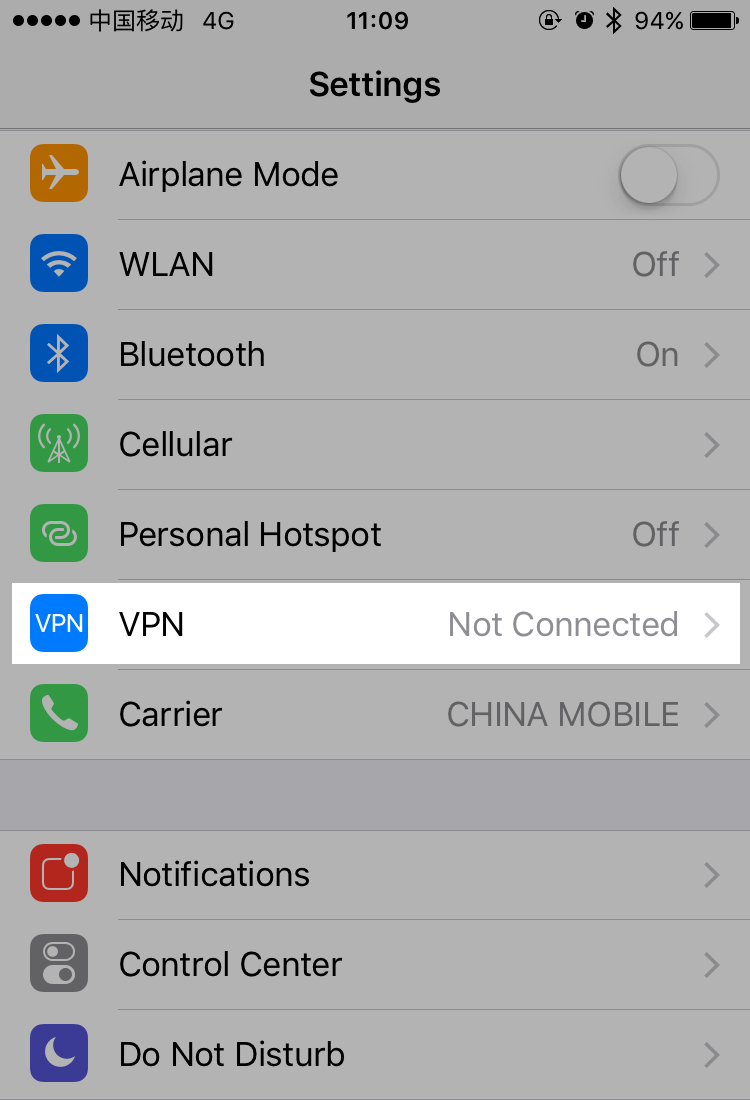 中国移动 4G 11:09 94%
Settings
Airplane Mode
WLAN Off
Bluetooth On
Cellular
Personal Hotspot Off
VPN VPN Not Connected
Carrier CHINA MOBILE
Notifications
Control Center
Do Not Disturb